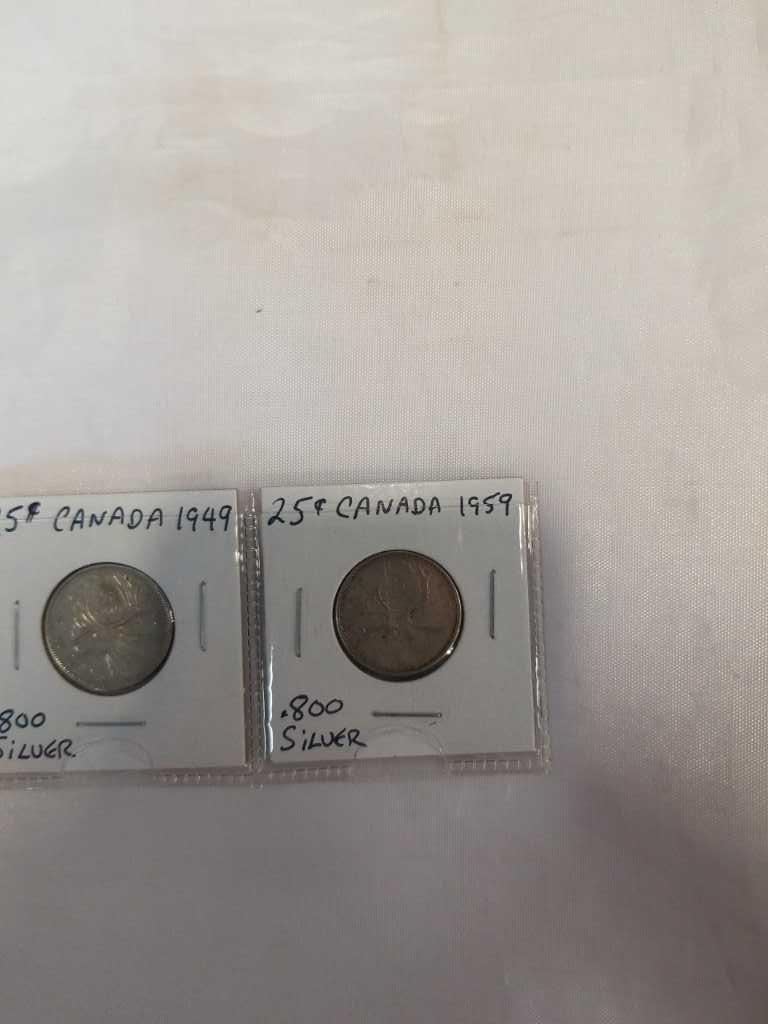 5¢ CANADA 1949
800
SiLVER
25¢ CANADA 1959
.800
SiLVER